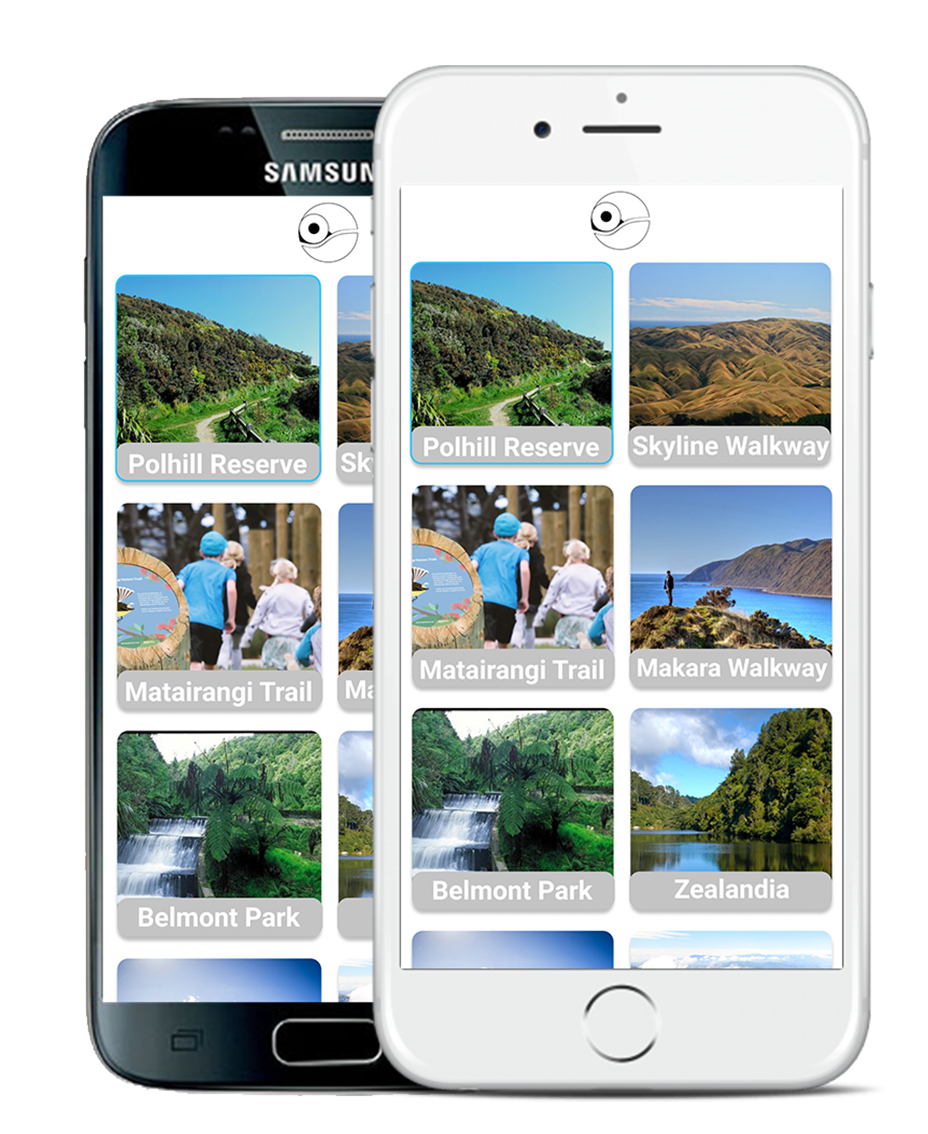 SAMSUN
Polhill Reserve
Sk
Matairangi Trail
Ma
Belmont Park
Polhill Reserve
Skyline Walkway
Matairangi Trail
Makara Walkway
Belmont Park
Zealandia